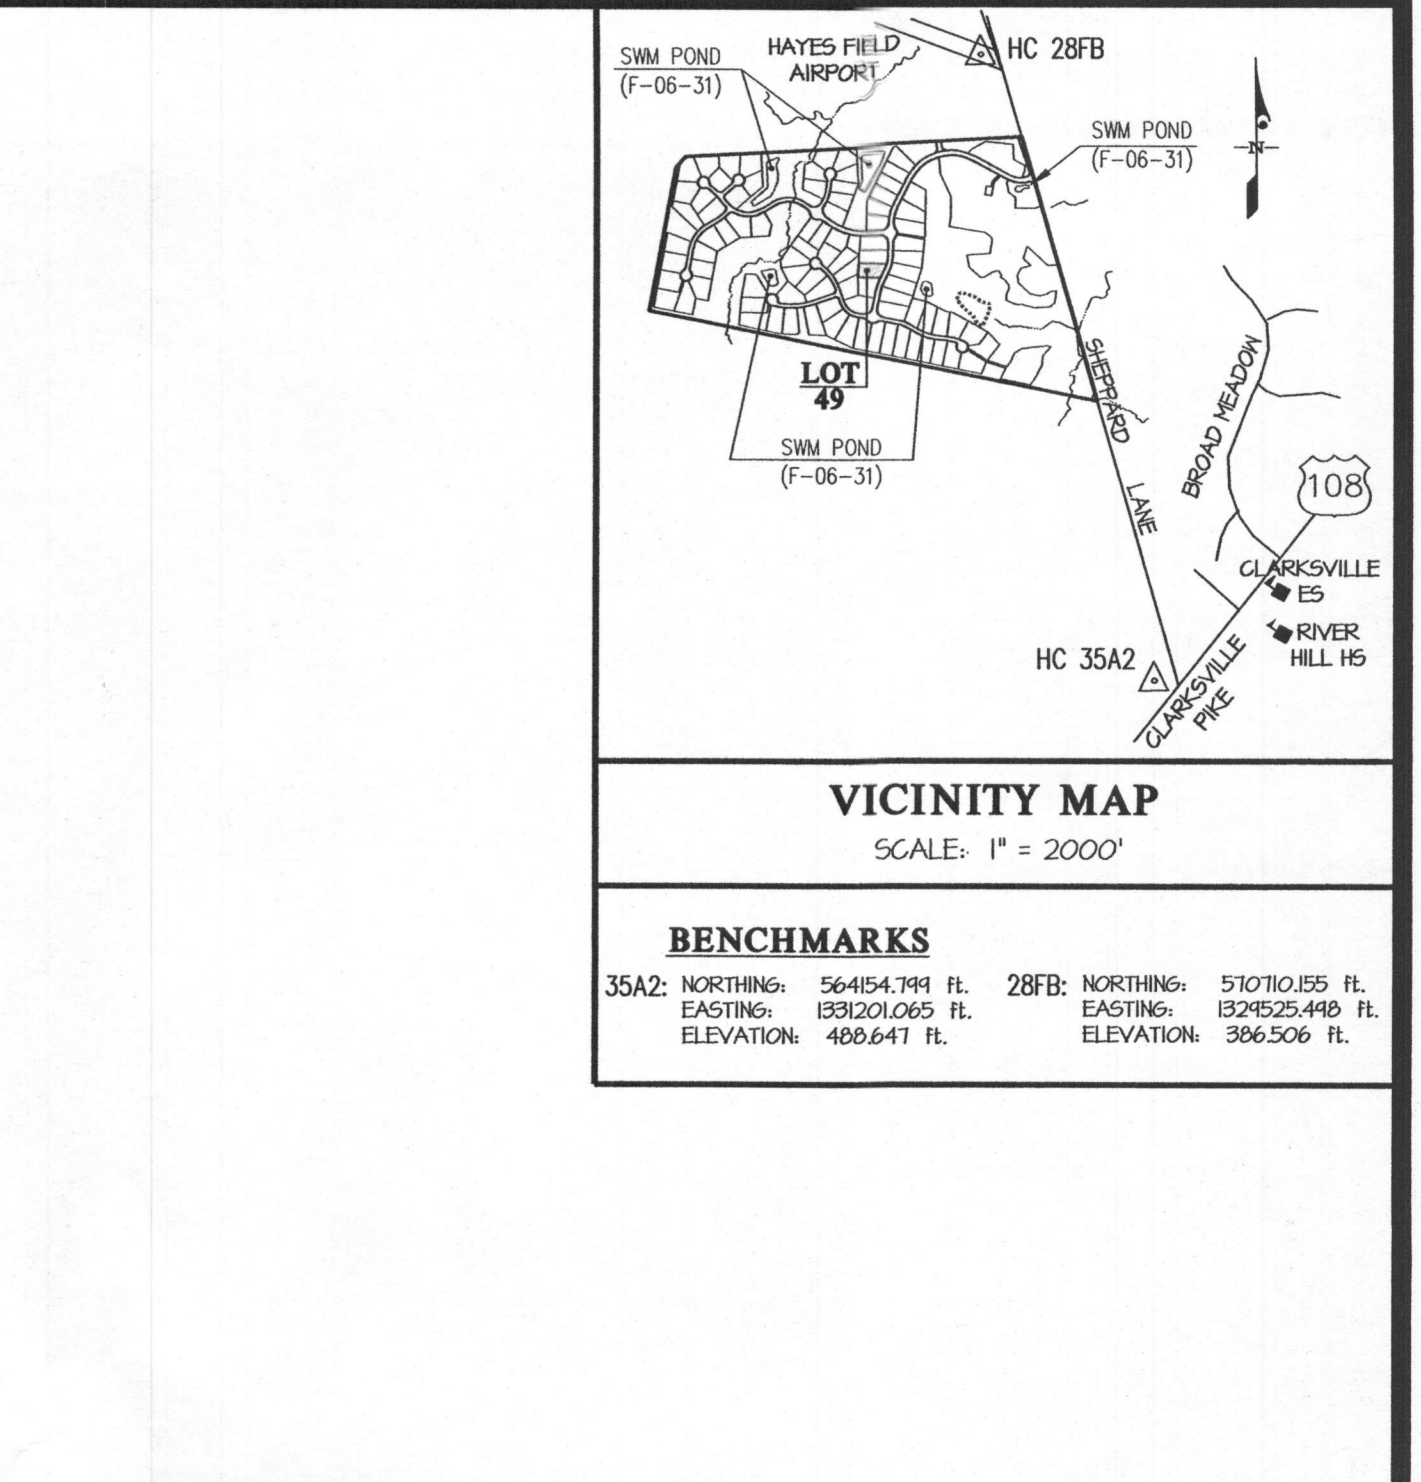 SWM POND
(F-06-31)
HAYES FIELD
AIRPORT
HC 28FB
SWM POND
(F-06-31)
N
LOT
49
SWM POND
(F-06-31)
SHEPPARD
LANE
BROAD MEADOW
108
CLARKSVILLE
ES
RIVER
HILL HS
HC 35A2
CLARKSVILLE
PIKE
VICINITY MAP
SCALE: 1" = 2000'
BENCHMARKS
35A2: NORTHING: 564154.799 ft.
EASTING: 1331201.065 ft.
ELEVATION: 488.647 ft.
28FB: NORTHING: 570710.155 ft.
EASTING: 1329525.498 ft.
ELEVATION: 386.506 ft.